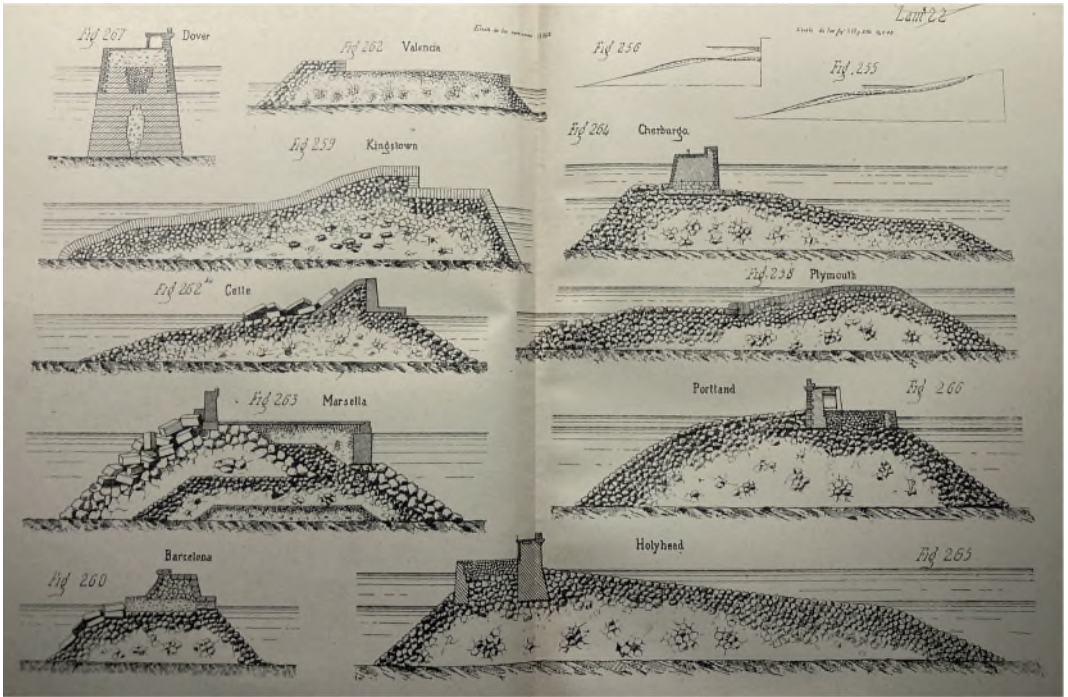 Lam. 22
Fig 267 Dover
Fig 262 Valencia
Fig 256
Fig 255
Fig 259 Kingstown
Fig 264 Cherburgo
Fig 262 bis Cette
Fig. 258 Plymouth
Fig 263 Marsella
Portland Fig 266
Barcelona
Fig 260
Holyhead Fig 265